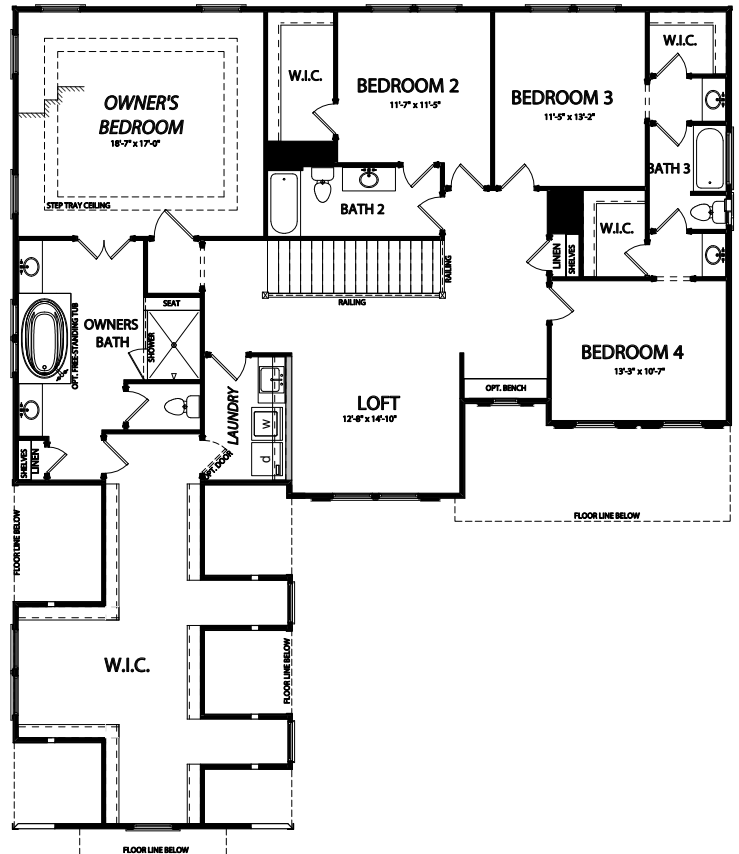 W.I.C.
W.I.C.
OWNER'S
BEDROOM
18'-7" x 17'-0"
STEP TRAY CEILING
BEDROOM 2
11'-7" x 11'-5"
BEDROOM 3
11'-5" x 13'-2"
BATH 3
BATH 2
W.I.C.
LINEN
SHELVES
RAILING
RAILING
SEAT
SHOWER
OWNERS
BATH
OPT. FREE-STANDING TUB
BEDROOM 4
13'-3" x 10'-7"
OPT. BENCH
LOFT
12'-8" x 14'-10"
LAUNDRY
W
d
OPT. DOOR
SHELVES
LINEN
FLOOR LINE BELOW
FLOOR LINE BELOW
W.I.C.
FLOOR LINE BELOW
FLOOR LINE BELOW